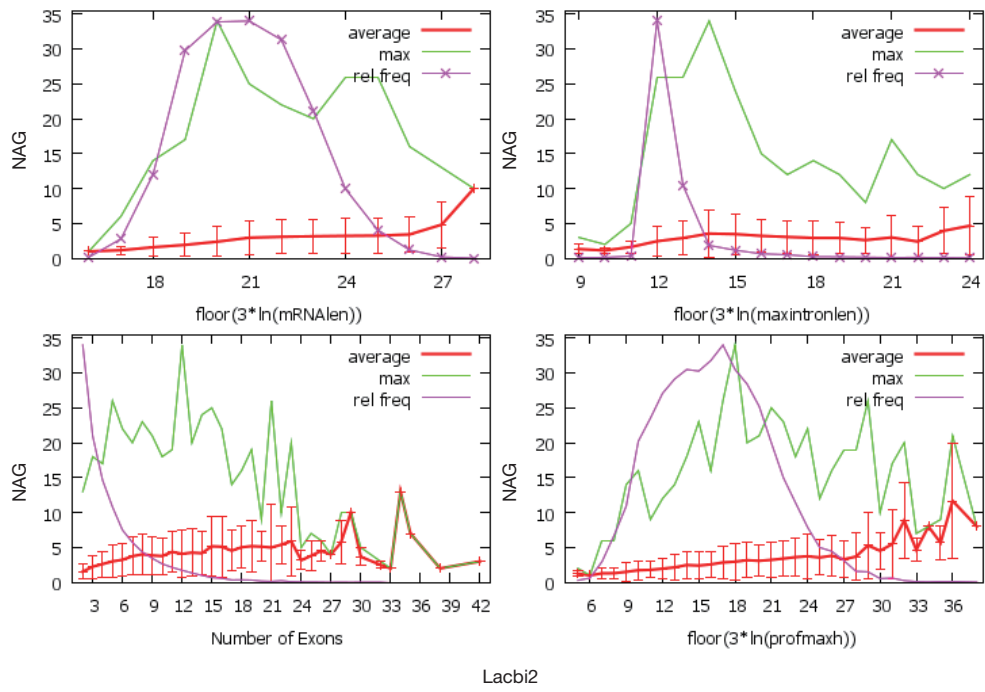 35
30
25
20
15
10
5
0
NAG
average
max
rel freq
18 21 24 27
floor(3*ln(mRNAlen))
35
30
25
20
15
10
5
0
NAG
average
max
rel freq
9 12 15 18 21 24
floor(3*ln(maxintronlen))
35
30
25
20
15
10
5
0
NAG
average
max
rel freq
3 6 9 12 15 18 21 24 27 30 33 36 39 42
Number of Exons
35
30
25
20
15
10
5
0
NAG
average
max
rel freq
6 9 12 15 18 21 24 27 30 33 36
floor(3*ln(profmaxh))
Lacbi2